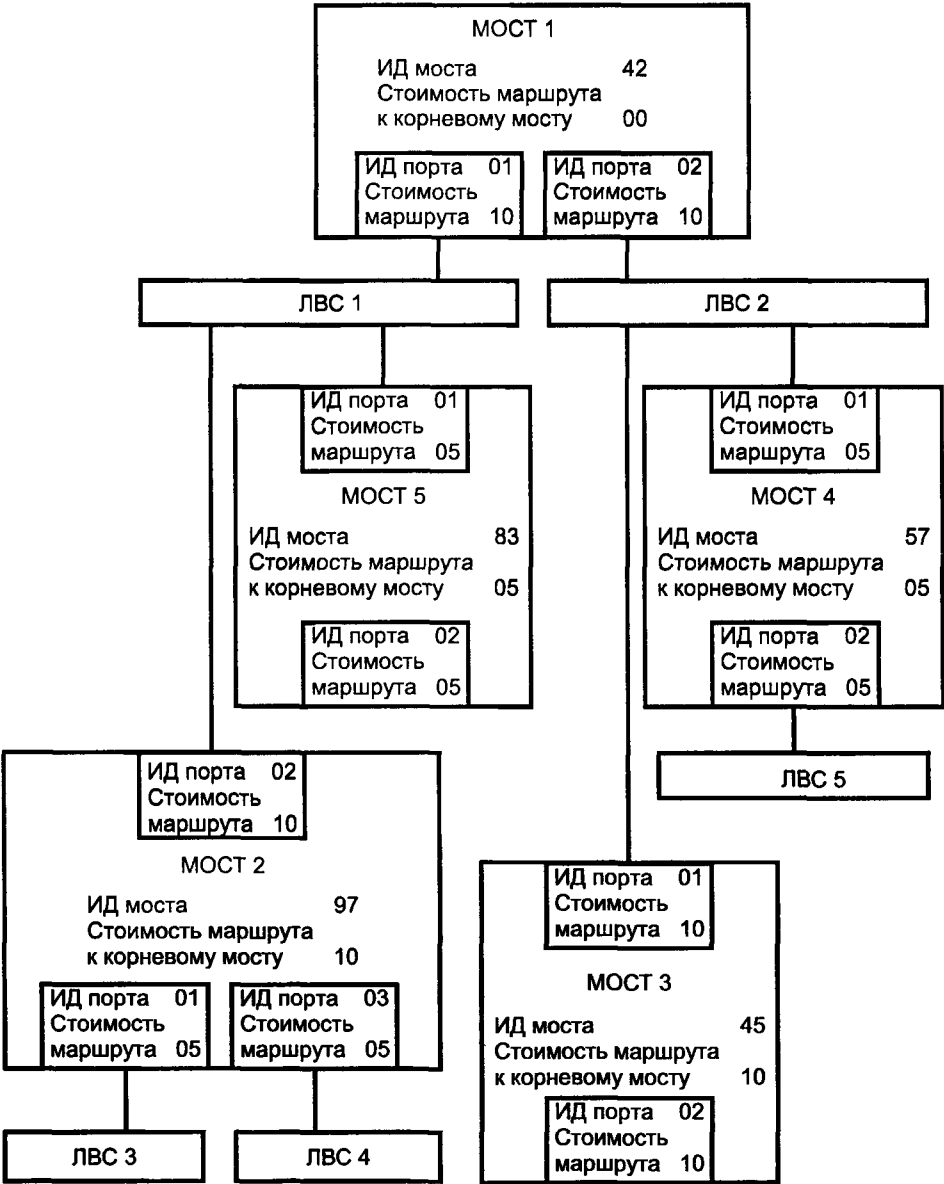 МОСТ 1
ИД моста 42
Стоимость маршрута
к корневому мосту 00
ИД порта 01
Стоимость
маршрута 10
ИД порта 02
Стоимость
маршрута 10
ЛВС 1
ЛВС 2
ИД порта 01
Стоимость
маршрута 05
МОСТ 5
ИД моста 83
Стоимость маршрута
к корневому мосту 05
ИД порта 02
Стоимость
маршрута 05
ИД порта 01
Стоимость
маршрута 05
МОСТ 4
ИД моста 57
Стоимость маршрута
к корневому мосту 05
ИД порта 02
Стоимость
маршрута 05
ЛВС 5
ИД порта 02
Стоимость
маршрута 10
МОСТ 2
ИД моста 97
Стоимость маршрута
к корневому мосту 10
ИД порта 01
Стоимость
маршрута 05
ИД порта 03
Стоимость
маршрута 05
ЛВС 3
ЛВС 4
ИД порта 01
Стоимость
маршрута 10
МОСТ 3
ИД моста 45
Стоимость маршрута
к корневому мосту 10
ИД порта 02
Стоимость
маршрута 10